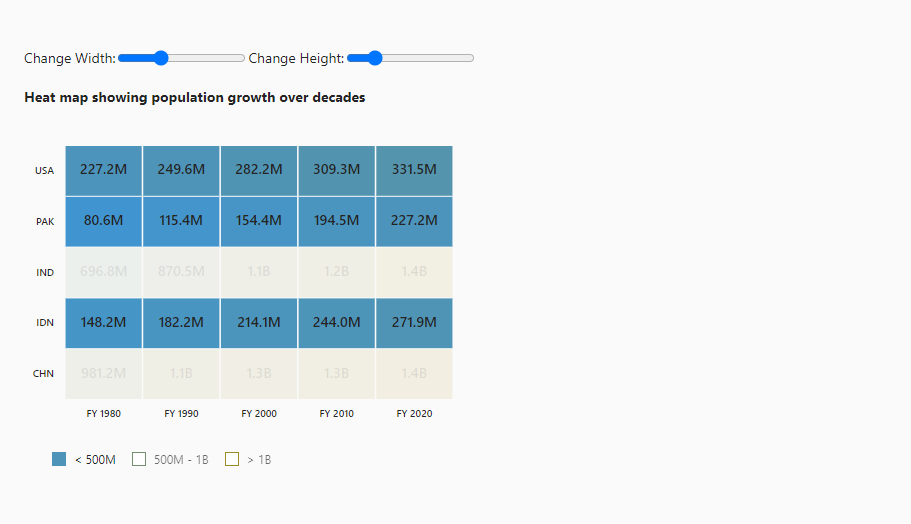 Change Width: Change Height:
Heat map showing population growth over decades
USA 227.2M 249.6M 282.2M 309.3M 331.5M
PAK 80.6M 115.4M 154.4M 194.5M 227.2M
IND 696.8M 870.5M 1.1B 1.2B 1.4B
IDN 148.2M 182.2M 214.1M 244.0M 271.9M
CHN 981.2M 1.1B 1.3B 1.3B 1.4B
FY 1980 FY 1990 FY 2000 FY 2010 FY 2020
< 500M 500M - 1B > 1B